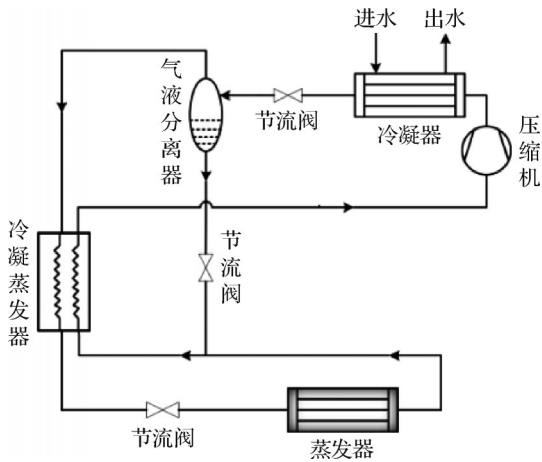 进水
出水
气液分离器
节流阀
冷凝器
压缩机
冷凝蒸发器
节流阀
节流阀
蒸发器